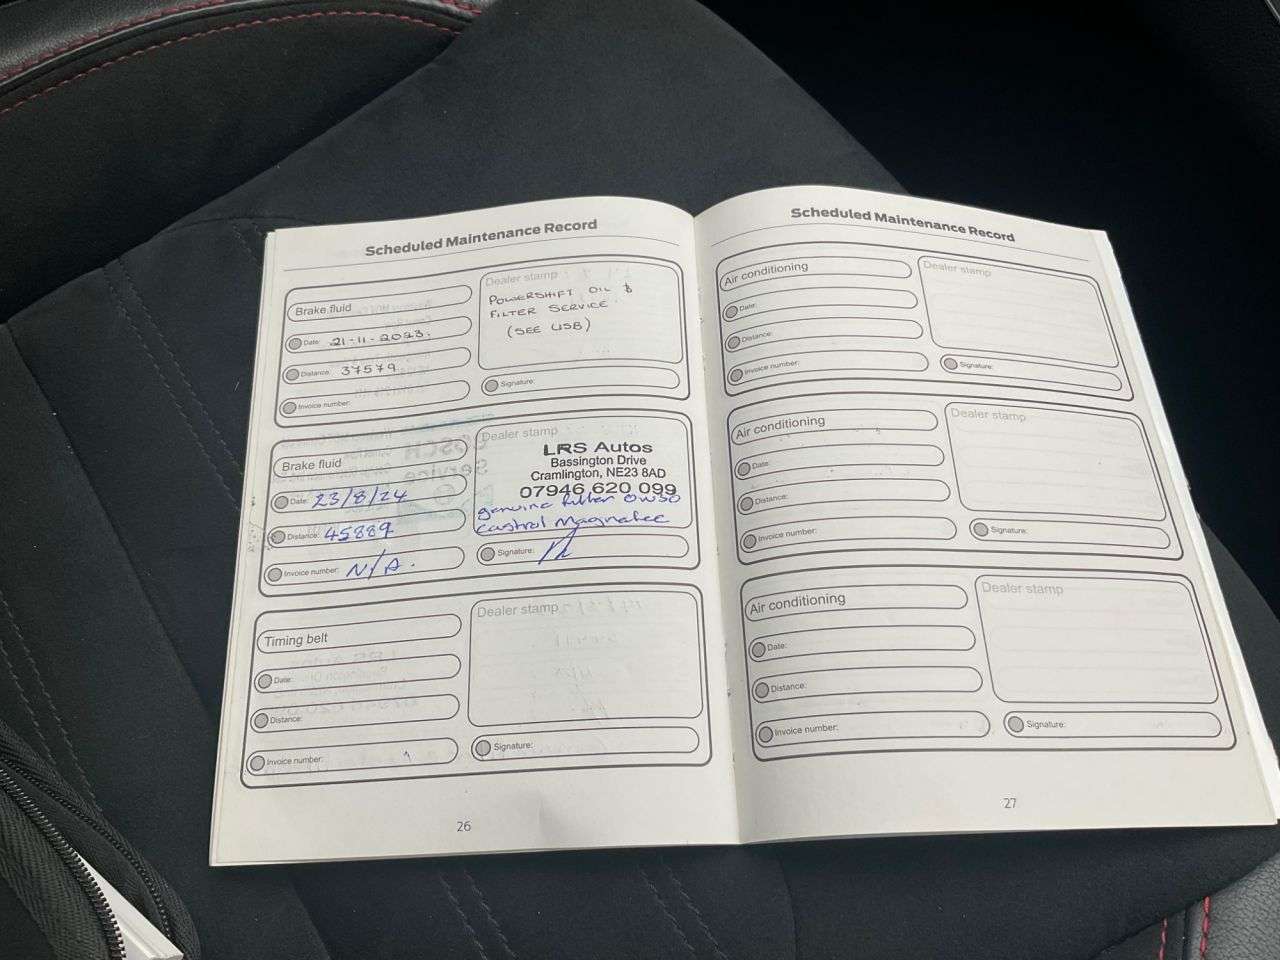 Scheduled Maintenance Record
Brake fluid
Date: 21-11-2023.
Distance: 37579
Invoice number:
Dealer stamp
POWERSHIFT OIL &
FILTER SERVICE.
(SEE USB)
Signature:
Brake fluid
Date: 23/8/24
Distance: 45889
Invoice number: N/A.
Dealer stamp
LRS Autos
Bassington Drive
Cramlington, NE23 8AD
07946 620 099
genuine filter 0W30
castrol magnatec
Signature:
Timing belt
Date:
Distance:
Invoice number:
Dealer stamp
Signature:
26
Scheduled Maintenance Record
Air conditioning
Date:
Distance:
Invoice number:
Dealer stamp
Signature:
Air conditioning
Date:
Distance:
Invoice number:
Dealer stamp
Signature:
Air conditioning
Date:
Distance:
Invoice number:
Dealer stamp
Signature:
27